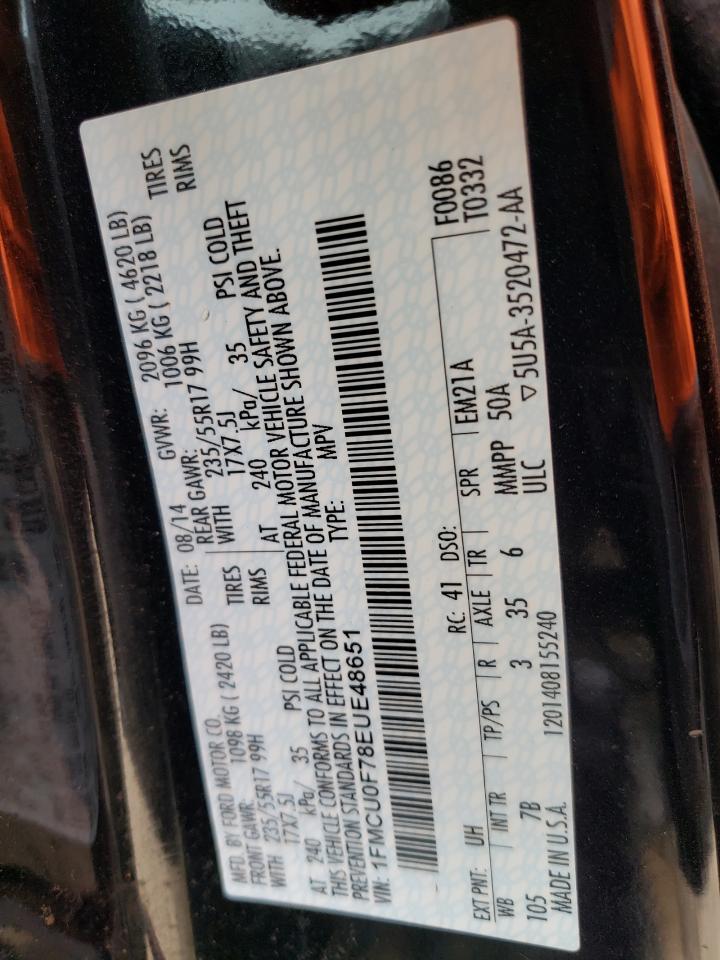 MFD. BY FORD MOTOR CO.
DATE: 08/14 GVWR: 2096 KG ( 4620 LB)
FRONT GAWR: 1098 KG ( 2420 LB)
REAR GAWR: 1006 KG ( 2218 LB)
WITH 235/55R17 99H TIRES
WITH 235/55R17 99H TIRES
17X7.5J RIMS
17X7.5J RIMS
AT 240 kPa/ 35 PSI COLD
AT 240 kPa/ 35 PSI COLD
THIS VEHICLE CONFORMS TO ALL APPLICABLE FEDERAL MOTOR VEHICLE SAFETY AND THEFT
PREVENTION STANDARDS IN EFFECT ON THE DATE OF MANUFACTURE SHOWN ABOVE.
VIN: 1FMCU0F78EUE48651 TYPE: MPV
F0086
T0332
EXT PNT: UH RC: 41 DSO:
WB INT TR TP/PS R AXLE TR SPR EM21A
105 7B 3 35 6 MMPP 50A
ULC
MADE IN U.S.A. 1201408155240 ▽5U5A-3520472-AA